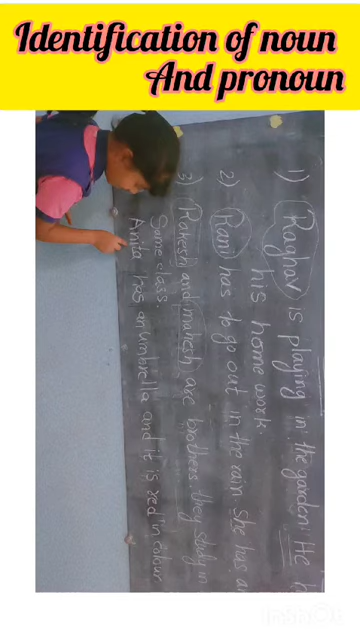 Identification of noun
And pronoun
1) Raghav is playing in the garden. He
his home work.
2) Rani has to go out in the rain. She has
3) Rakesh and mahesh are brothers. they study in
Same class.
Anita has an umbrella and it is red in colour